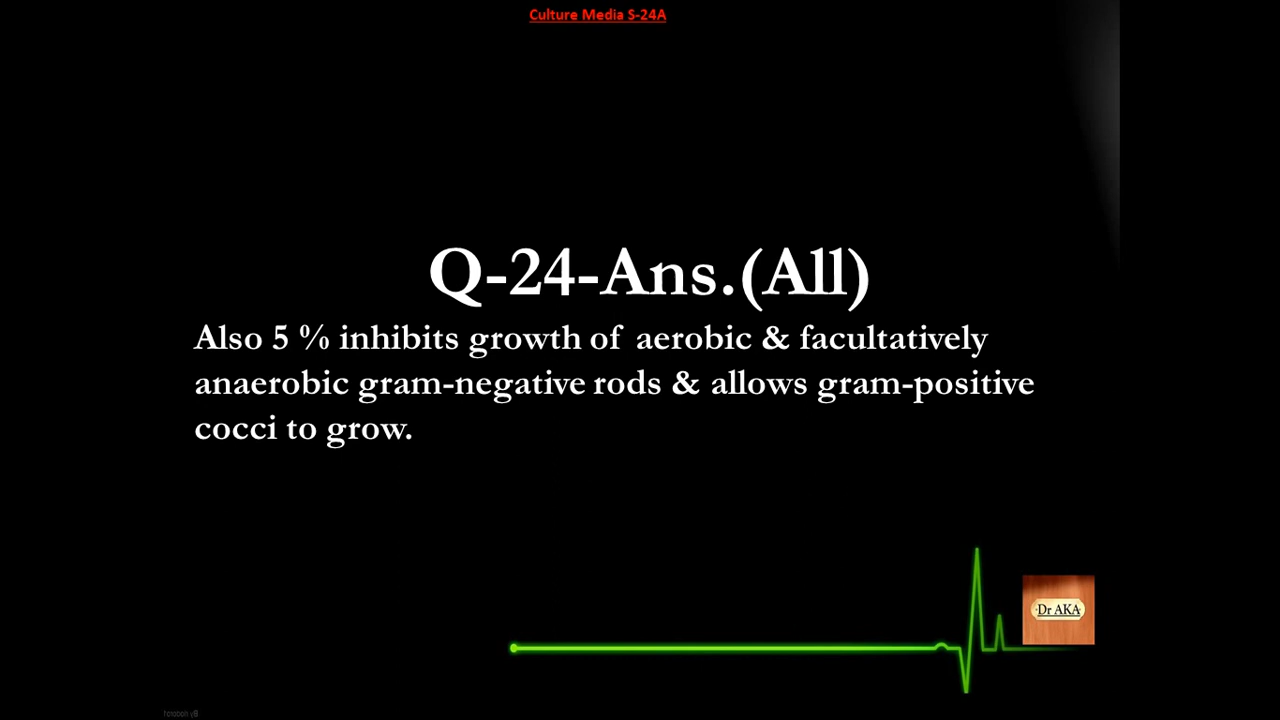 Culture Media S-24A
Q-24-Ans.(All)
Also 5 % inhibits growth of aerobic & facultatively
anaerobic gram-negative rods & allows gram-positive
cocci to grow.
Dr AKA